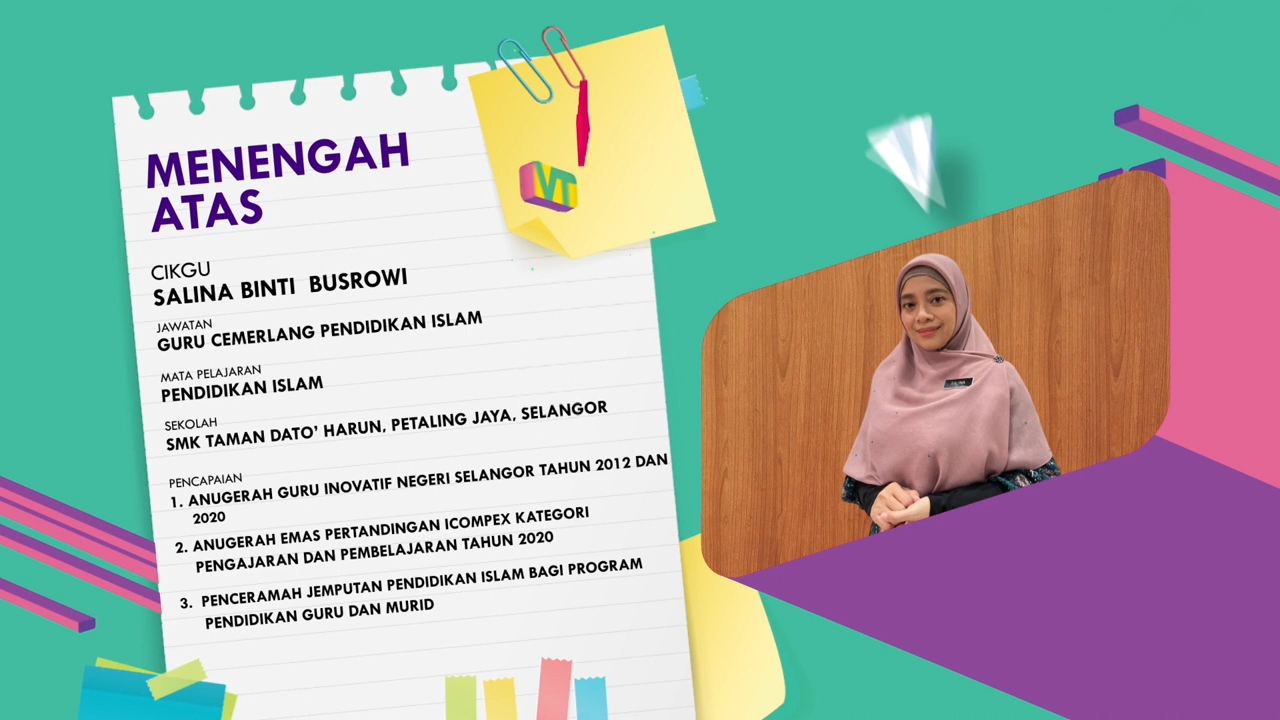 MENENGAH
ATAS
CIKGU
SALINA BINTI BUSROWI
JAWATAN
GURU CEMERLANG PENDIDIKAN ISLAM
MATA PELAJARAN
PENDIDIKAN ISLAM
SEKOLAH
SMK TAMAN DATO' HARUN, PETALING JAYA, SELANGOR
PENCAPAIAN
1. ANUGERAH GURU INOVATIF NEGERI SELANGOR TAHUN 2012 DAN
2020
2. ANUGERAH EMAS PERTANDINGAN ICOMPEX KATEGORI
PENGAJARAN DAN PEMBELAJARAN TAHUN 2020
3. PENCERAMAH JEMPUTAN PENDIDIKAN ISLAM BAGI PROGRAM
PENDIDIKAN GURU DAN MURID
VT